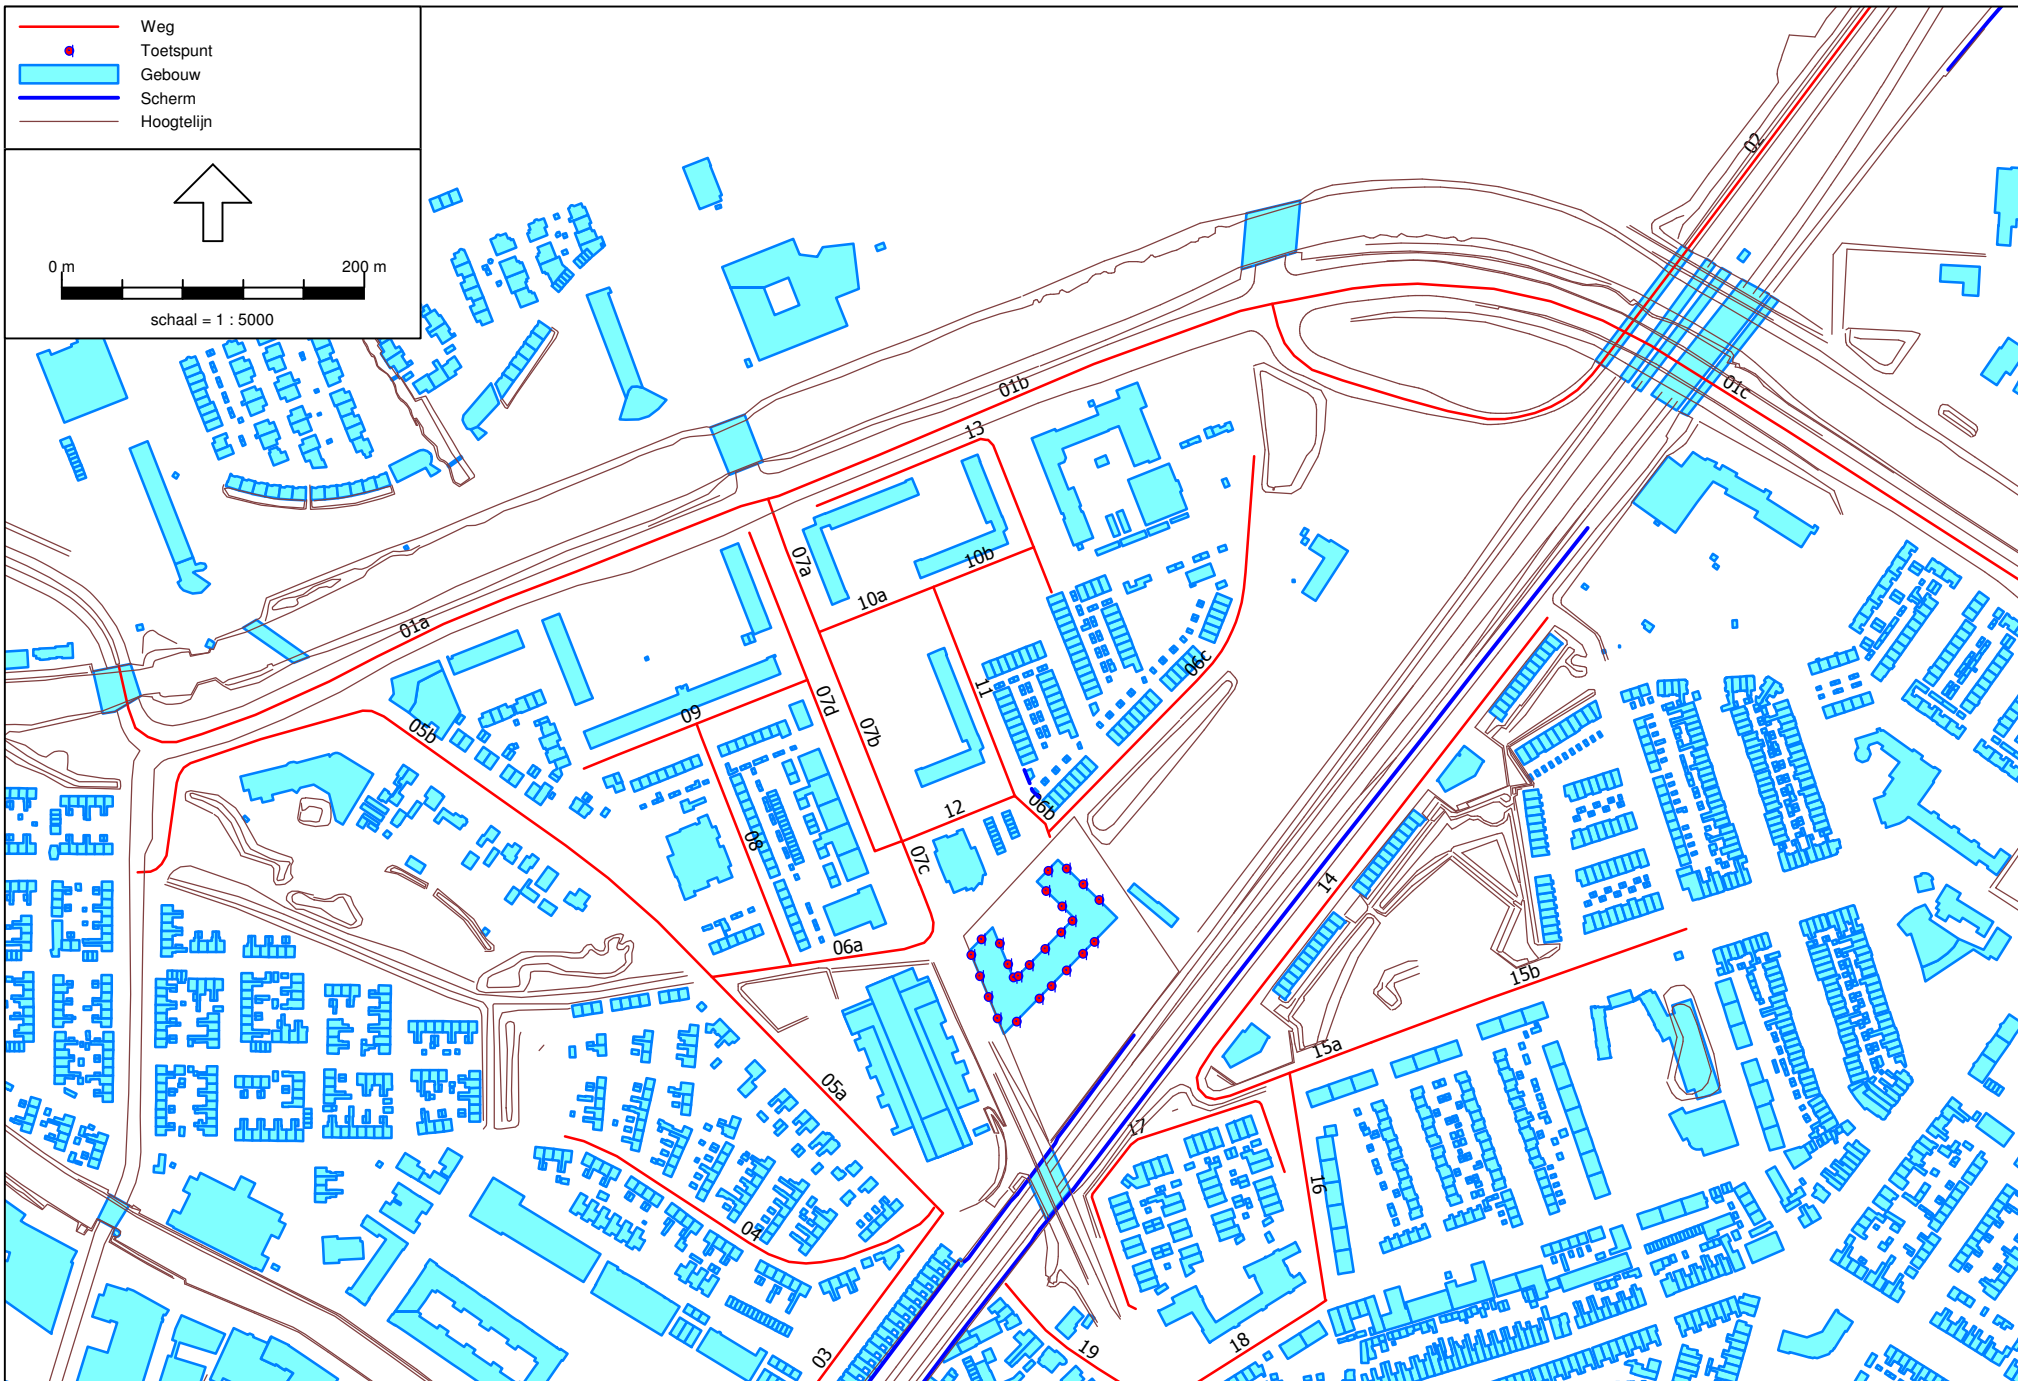 Weg
Toetspunt
Gebouw
Scherm
Hoogtelijn
0 m 200 m
schaal = 1 : 5000
02
01b
01c
13
07a
10b
10a
01a
11
06c
07d
09
07b
05b
12
06b
08
07c
14
06a
15b
15a
05a
17
16
04
03
19
18